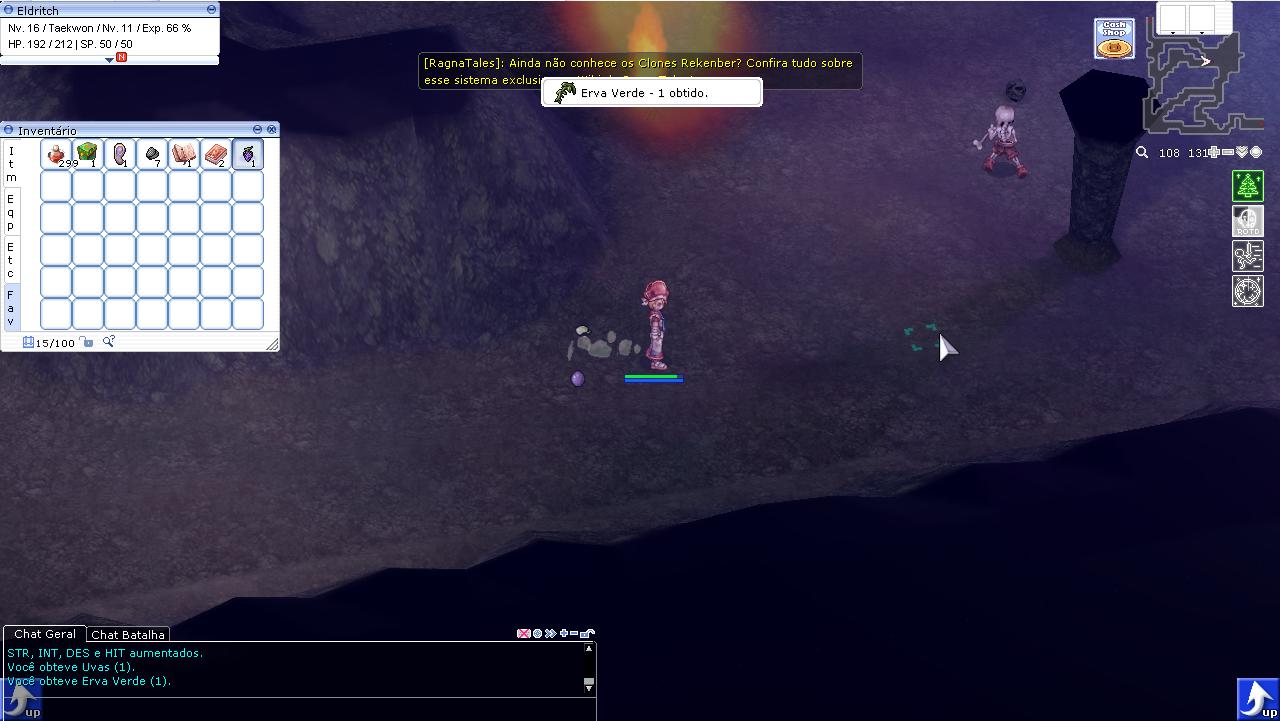 Eldritch
Nv. 16 / Taekwon / Nv. 11 / Exp. 66 %
HP. 192 / 212 | SP. 50 / 50
N
Cash
Shop
[RagnaTales]: Ainda não conhece os Clones Rekenber? Confira tudo sobre
esse sistema exclusi
Erva Verde - 1 obtido.
Inventário
Itm
Eqp
Etc
Fav
299 1 1 7 1 2 1
15/100
108 131
ROTD
Chat Geral
Chat Batalha
STR, INT, DES e HIT aumentados.
Você obteve Uvas (1).
Você obteve Erva Verde (1).
up
up